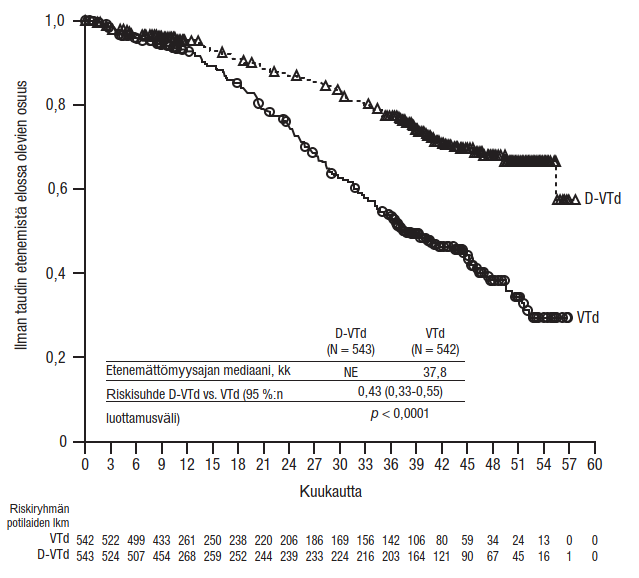 Ilman taudin etenemistä elossa olevien osuus
1,0
0,8
0,6
0,4
0,2
0
D-VTd
VTd
D-VTd VTd
(N = 543) (N = 542)
Etenemättömyysajan mediaani, kk NE 37,8
Riskisuhde D-VTd vs. VTd (95 %:n luottamusväli) 0,43 (0,33-0,55)
p < 0,0001
0 3 6 9 12 15 18 21 24 27 30 33 36 39 42 45 48 51 54 57 60
Kuukautta
Riskiryhmän
potilaiden lkm
VTd 542 522 499 433 261 250 238 220 206 186 169 156 142 106 80 59 34 24 13 0 0
D-VTd 543 524 507 454 268 259 252 244 239 233 224 216 203 164 121 90 67 45 16 1 0